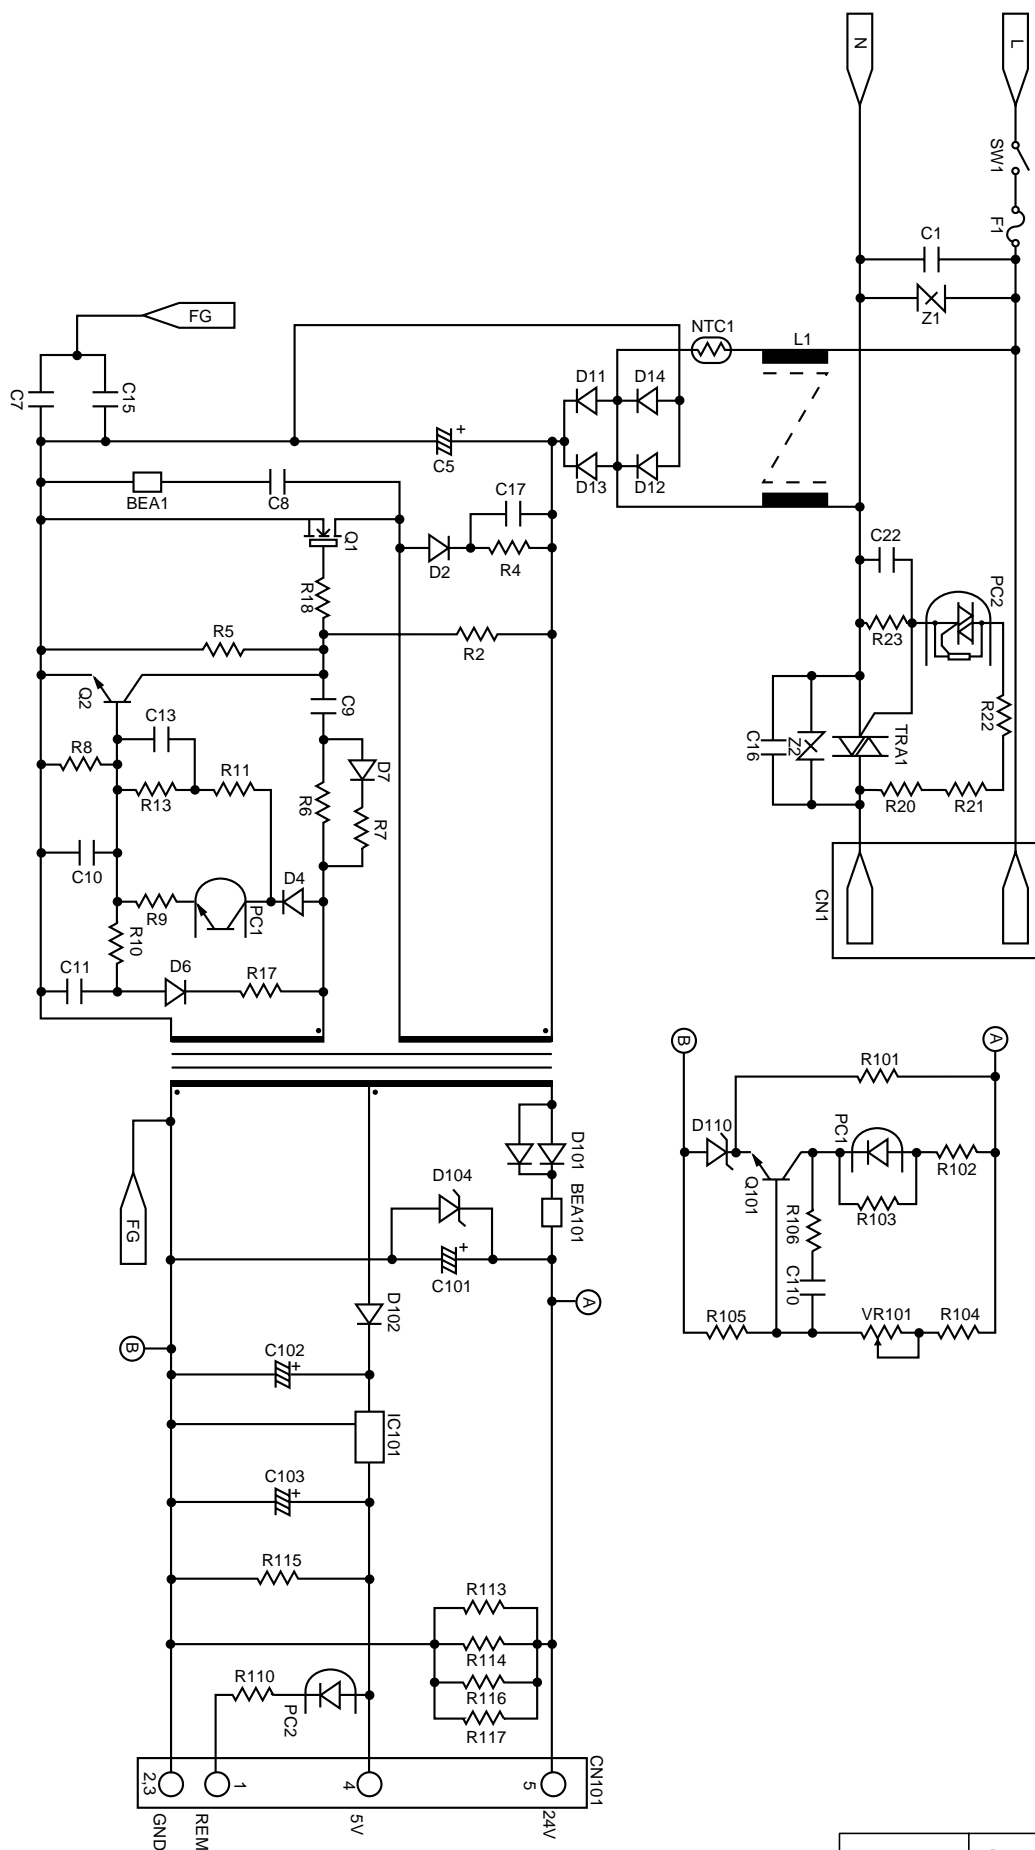 N
L
SW1
F1
C1
Z1
FG
NTC1
L1
C7
C15
D11
D14
C5
D13
D12
BEA1
C8
C17
Q1
D2
R4
C22
PC2
R18
R5
R2
R23
Q2
C9
R22
C13
TRA1
Z2
C16
R8
R11
D7
R13
R6
R7
R20
R21
C10
D4
R9
PC1
CN1
R10
C11
D6
R17
B
A
R101
D110
PC1
D101
R102
Q101
D104
BEA101
R103
R106
FG
C101
C110
A
D102
R105
VR101
R104
B
C102
IC101
C103
R115
R113
R114
R110
R116
PC2
R117
CN101
2,3
1
4
5
GND
REM
5V
24V